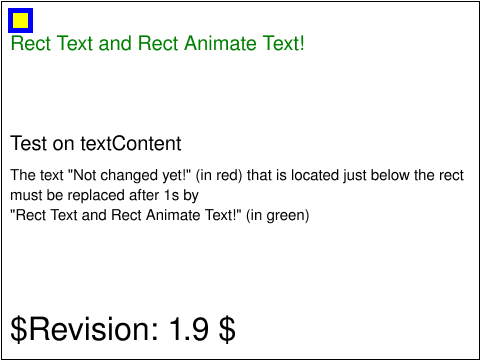 Rect Text and Rect Animate Text!
Test on textContent
The text "Not changed yet!" (in red) that is located just below the rect
must be replaced after 1s by
"Rect Text and Rect Animate Text!" (in green)
$Revision: 1.9 $